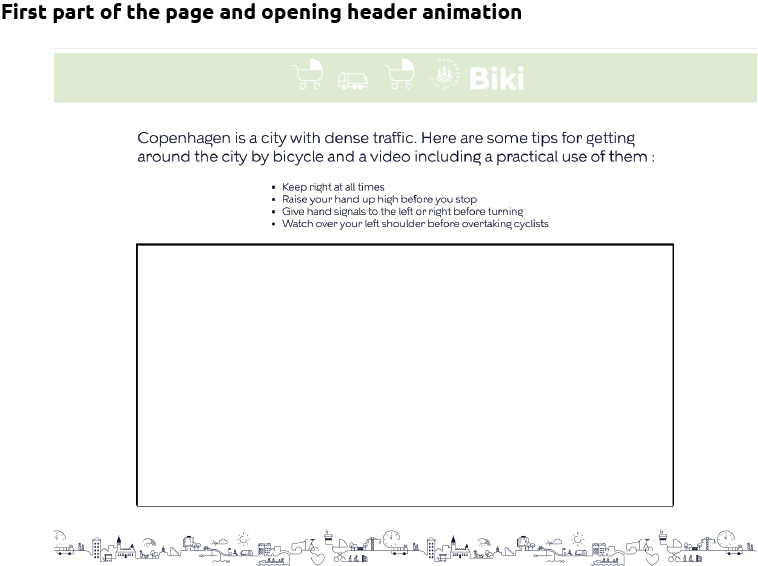 First part of the page and opening header animation
Biki
Copenhagen is a city with dense traffic. Here are some tips for getting
around the city by bicycle and a video including a practical use of them :
• Keep right at all times
• Raise your hand up high before you stop
• Give hand signals to the left or right before turning
• Watch over your left shoulder before overtaking cyclists